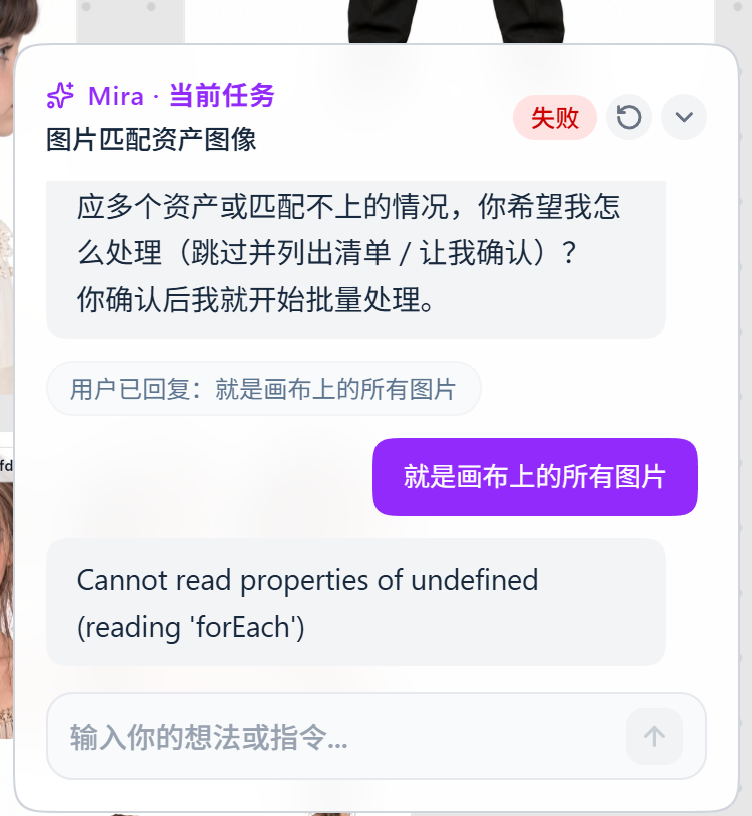 Mira · 当前任务
图片匹配资产图像
失败
应多个资产或匹配不上的情况，你希望我怎
么处理（跳过并列出清单 / 让我确认）？
你确认后我就开始批量处理。
用户已回复：就是画布上的所有图片
就是画布上的所有图片
Cannot read properties of undefined
(reading 'forEach')
fd
输入你的想法或指令...